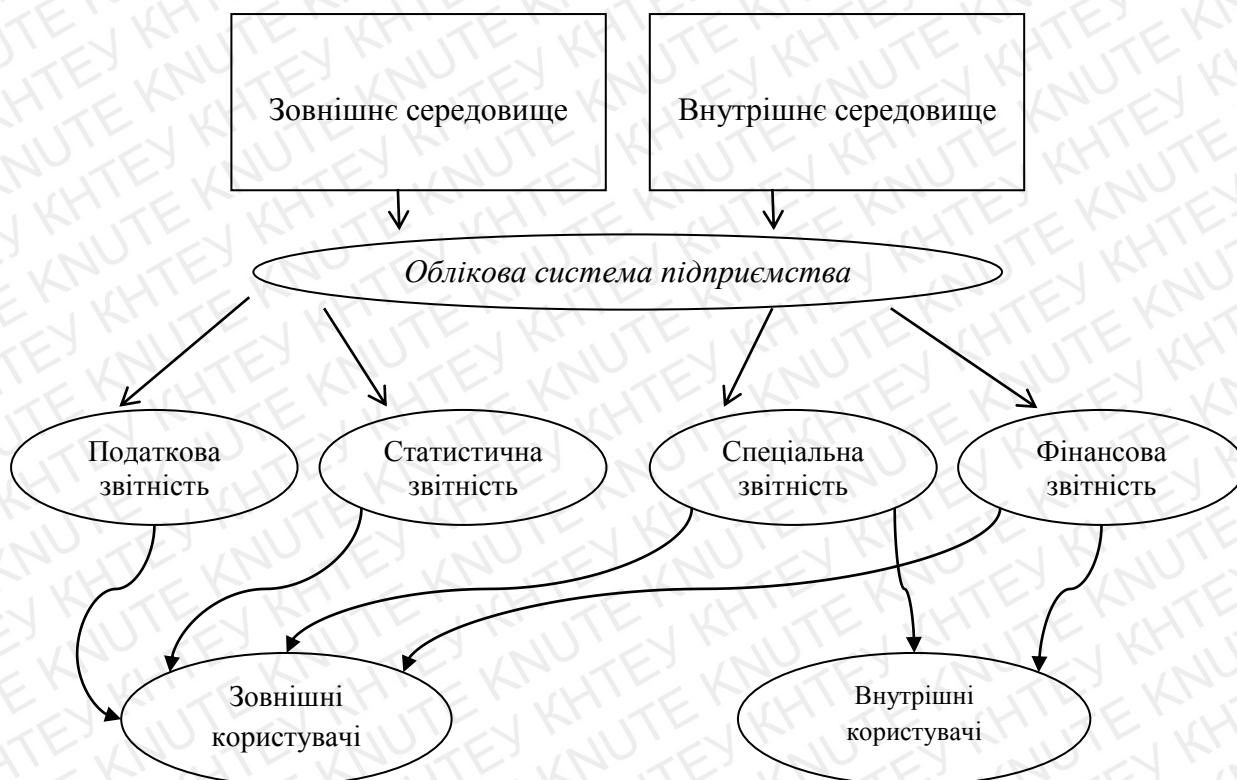 Зовнішнє середовище
Внутрішнє середовище
Облікова система підприємства
Податкова
звітність
Статистична
звітність
Спеціальна
звітність
Фінансова
звітність
Зовнішні
користувачі
Внутрішні
користувачі